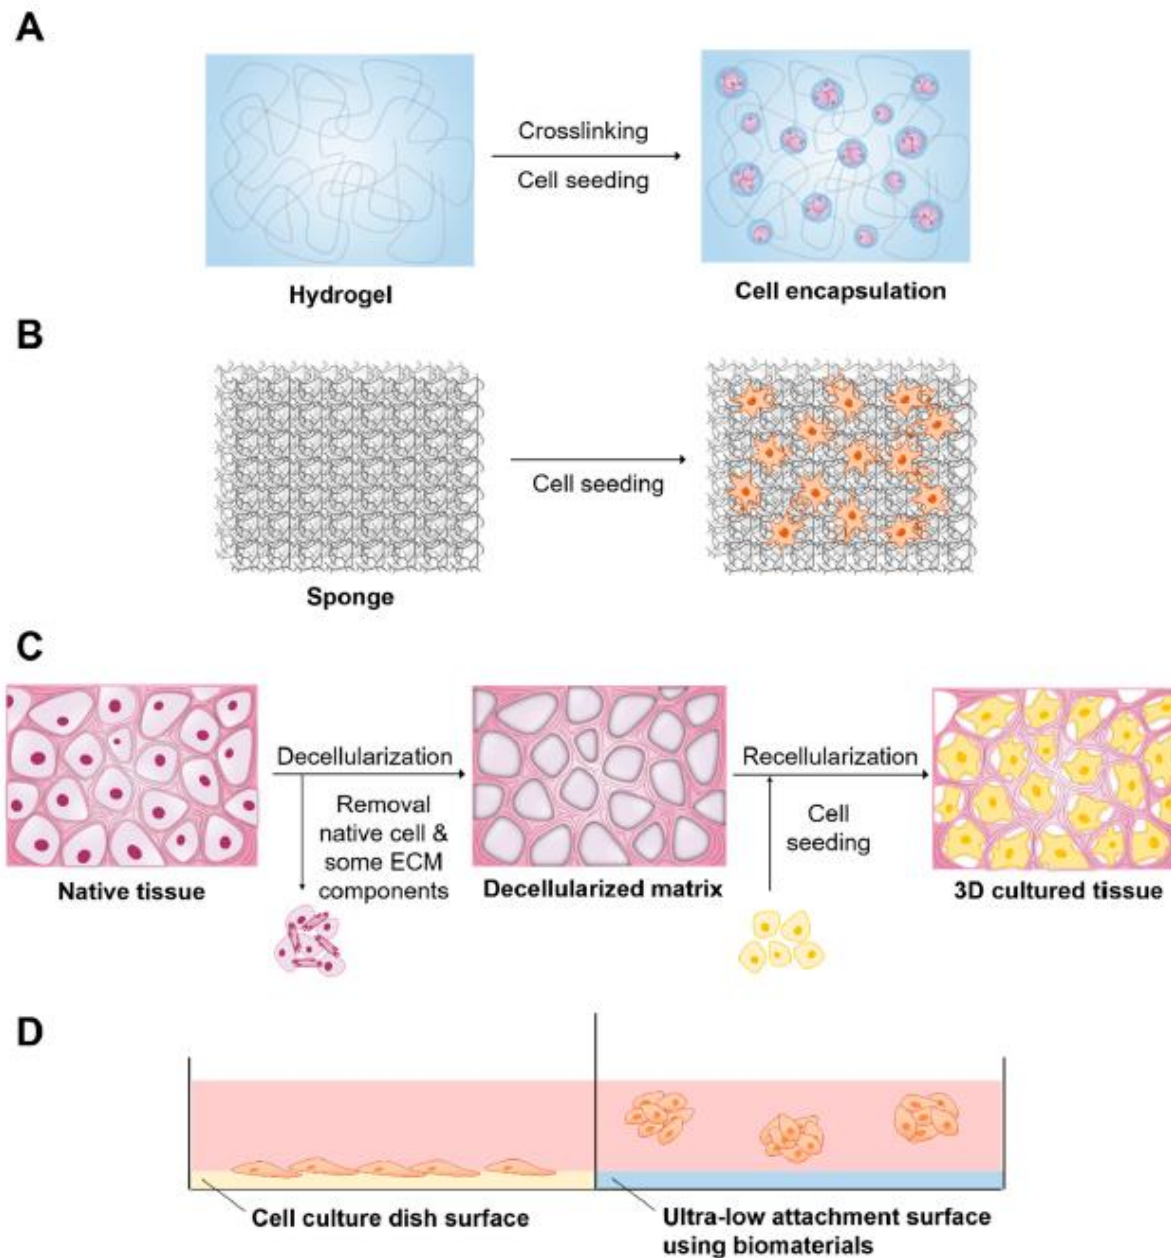 A
Crosslinking
Cell seeding
Hydrogel
Cell encapsulation
B
Cell seeding
Sponge
C
Decellularization
Removal
native cell &
some ECM
components
Recellularization
Cell
seeding
Native tissue
Decellularized matrix
3D cultured tissue
D
Cell culture dish surface
Ultra-low attachment surface
using biomaterials